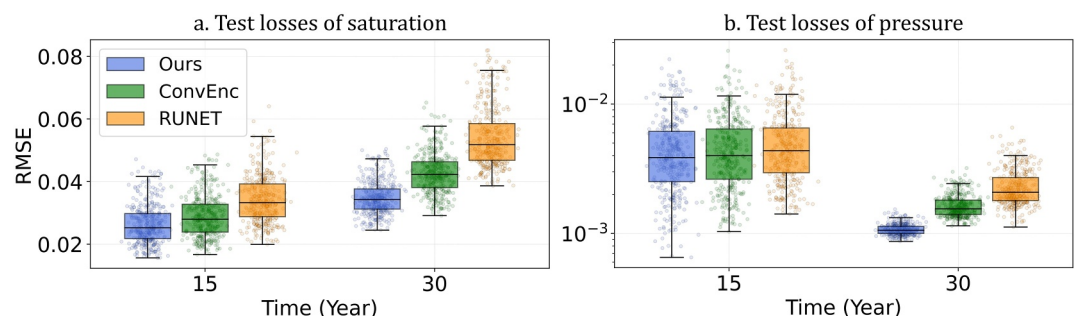 a. Test losses of saturation
RMSE
0.08
0.06
0.04
0.02
Ours
ConvEnc
RUNET
15
30
Time (Year)
b. Test losses of pressure
10⁻²
10⁻³
15
30
Time (Year)